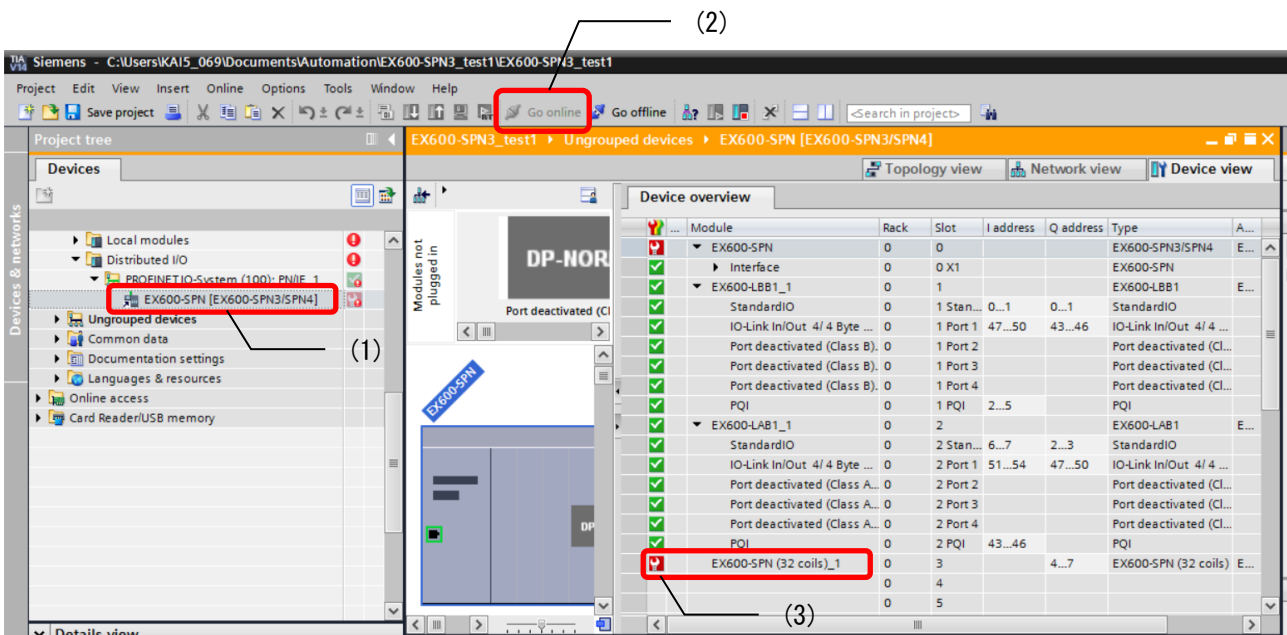 (2)
TIA V14 Siemens - C:\Users\KAI5_069\Documents\Automation\EX600-SPN3_test1\EX600-SPN3_test1
Project Edit View Insert Online Options Tools Window Help
Save project Go online Go offline <Search in project>
Project tree
EX600-SPN3_test1 Ungrouped devices EX600-SPN [EX600-SPN3/SPN4]
Devices
Topology view Network view Device view
Devices & networks
Local modules
Distributed I/O
PROFINET IO-System (100): PN/IE_1
EX600-SPN [EX600-SPN3/SPN4]
Ungrouped devices
Common data
Documentation settings
Languages & resources
Online access
Card Reader/USB memory
(1)
Details view
Modules not plugged in
DP-NOR
Port deactivated (Cl
EX600-SPN
DP
Device overview
... Module Rack Slot I address Q address Type A...
EX600-SPN 0 0 EX600-SPN3/SPN4 E...
Interface 0 0 X1 EX600-SPN
EX600-LBB1_1 0 1 EX600-LBB1 E...
StandardIO 0 1 Stan... 0...1 0...1 StandardIO
IO-Link In/Out 4/ 4 Byte ... 0 1 Port 1 47...50 43...46 IO-Link In/Out 4/ 4 ...
Port deactivated (Class B). 0 1 Port 2 Port deactivated (Cl...
Port deactivated (Class B). 0 1 Port 3 Port deactivated (Cl...
Port deactivated (Class B). 0 1 Port 4 Port deactivated (Cl...
PQI 0 1 PQI 2...5 PQI
EX600-LAB1_1 0 2 EX600-LAB1 E...
StandardIO 0 2 Stan... 6...7 2...3 StandardIO
IO-Link In/Out 4/ 4 Byte ... 0 2 Port 1 51...54 47...50 IO-Link In/Out 4/ 4 ...
Port deactivated (Class A... 0 2 Port 2 Port deactivated (Cl...
Port deactivated (Class A... 0 2 Port 3 Port deactivated (Cl...
Port deactivated (Class A... 0 2 Port 4 Port deactivated (Cl...
PQI 0 2 PQI 43...46 PQI
EX600-SPN (32 coils)_1 0 3 4...7 EX600-SPN (32 coils) E...
0 4
0 5
(3)